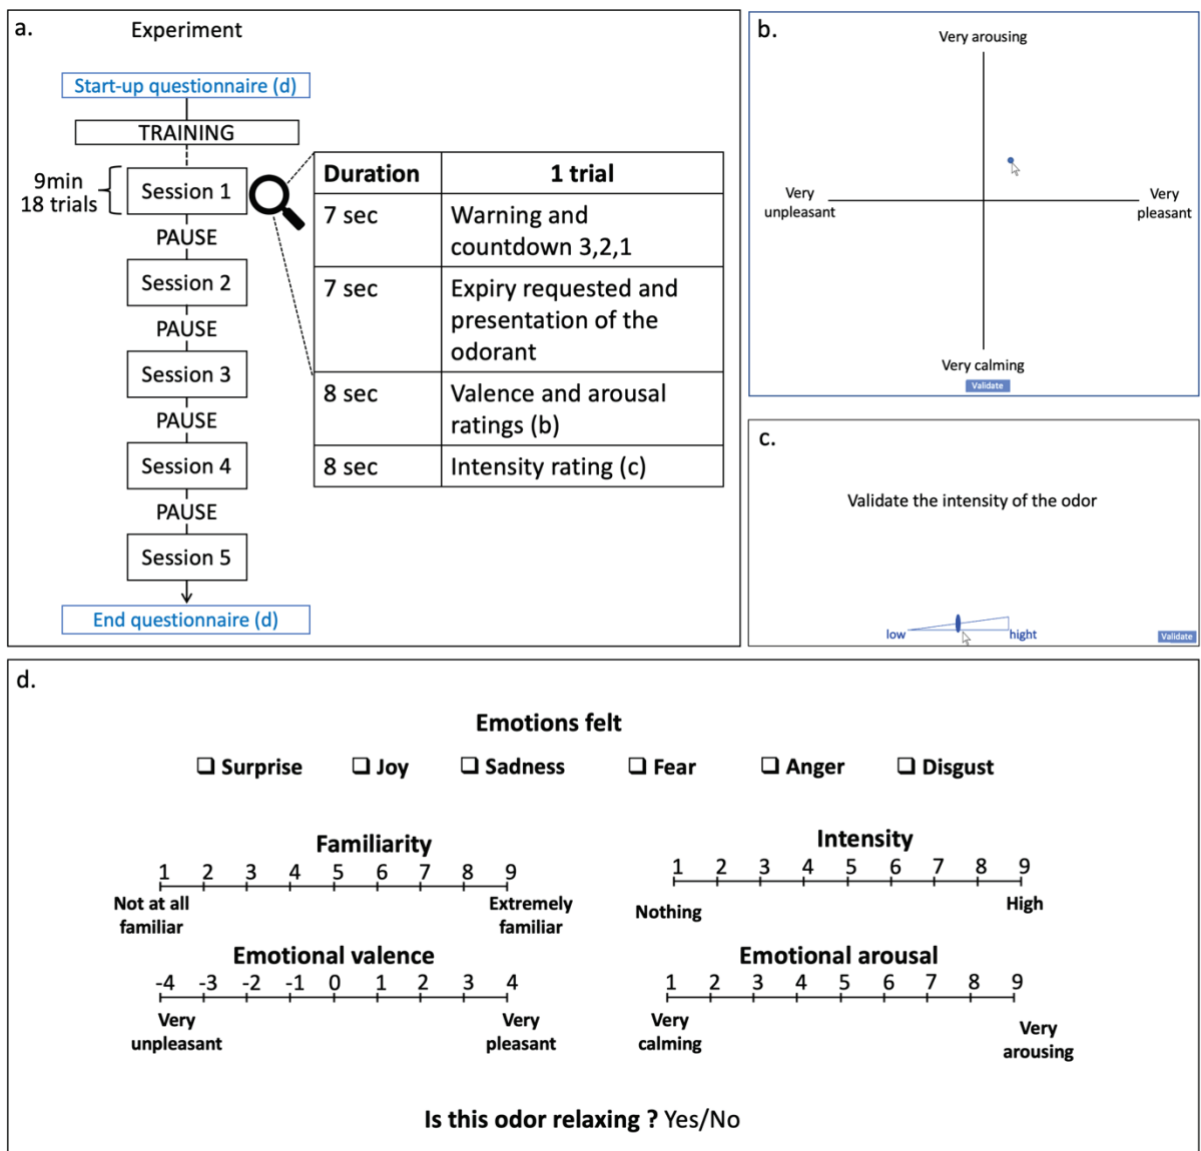 a.
Experiment
Start-up questionnaire (d)
TRAINING
9min
18 trials
Session 1
PAUSE
Session 2
PAUSE
Session 3
PAUSE
Session 4
PAUSE
Session 5
End questionnaire (d)
Duration 1 trial
7 sec Warning and
countdown 3,2,1
7 sec Expiry requested and
presentation of the
odorant
8 sec Valence and arousal
ratings (b)
8 sec Intensity rating (c)
b.
Very arousing
Very
unpleasant
Very
pleasant
Very calming
Validate
c.
Validate the intensity of the odor
low hight
Validate
d.
Emotions felt
Surprise Joy Sadness Fear Anger Disgust
Familiarity
1 2 3 4 5 6 7 8 9
Not at all
familiar
Extremely
familiar
Intensity
1 2 3 4 5 6 7 8 9
Nothing High
Emotional valence
-4 -3 -2 -1 0 1 2 3 4
Very
unpleasant
Very
pleasant
Emotional arousal
1 2 3 4 5 6 7 8 9
Very
calming
Very
arousing
Is this odor relaxing ? Yes/No